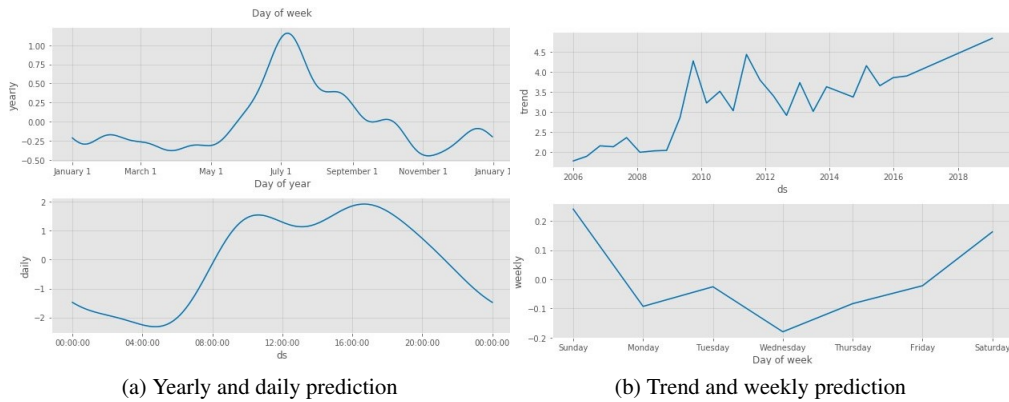 Day of week
yearly
1.00
0.75
0.50
0.25
0.00
−0.25
−0.50
January 1 March 1 May 1 July 1 September 1 November 1 January 1
Day of year
daily
2
1
0
−1
−2
00:00:00 04:00:00 08:00:00 12:00:00 16:00:00 20:00:00 00:00:00
ds
(a) Yearly and daily prediction
trend
4.5
4.0
3.5
3.0
2.5
2.0
2006 2008 2010 2012 2014 2016 2018
ds
weekly
0.2
0.1
0.0
−0.1
−0.2
Sunday Monday Tuesday Wednesday Thursday Friday Saturday
Day of week
(b) Trend and weekly prediction